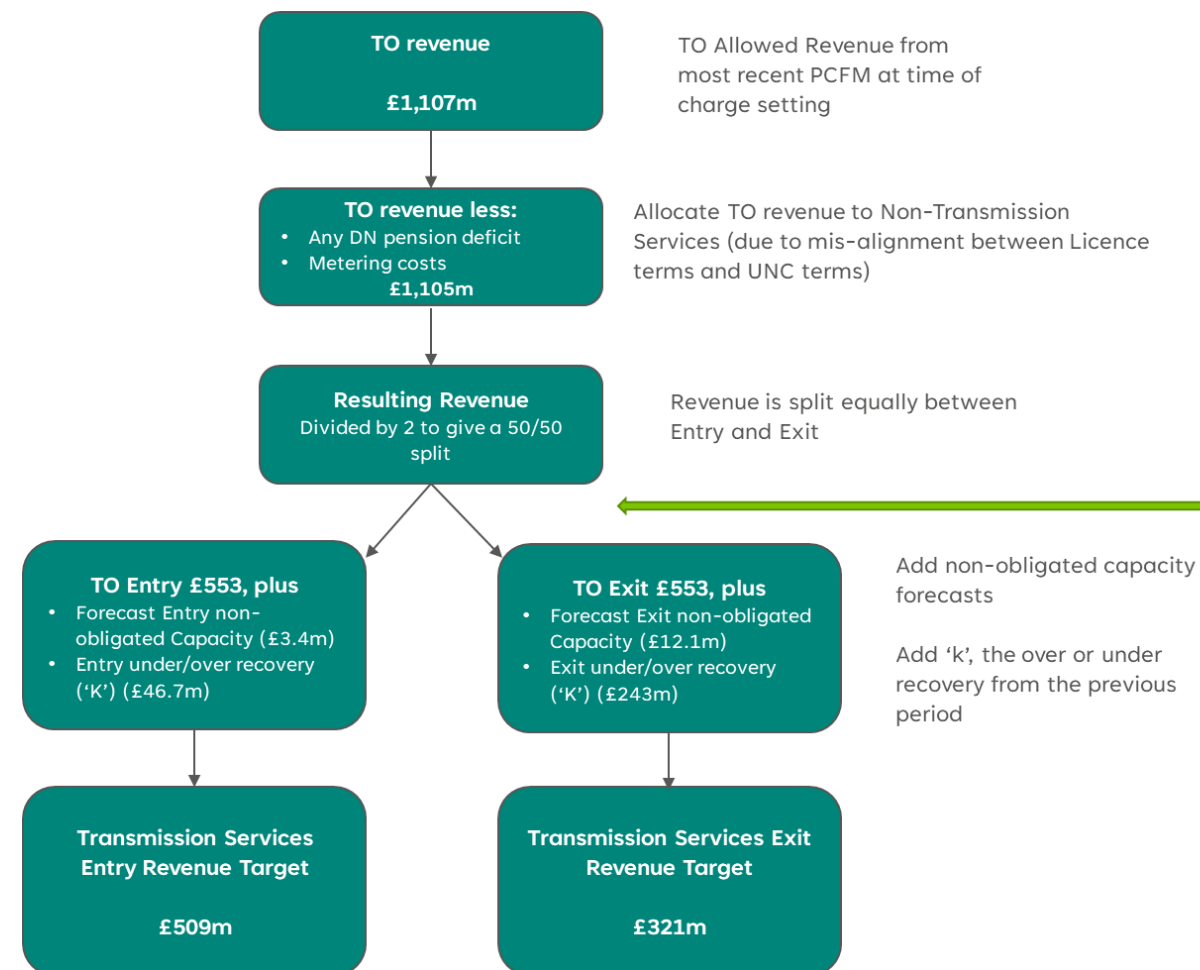 TO revenue
£1,107m
TO Allowed Revenue from
most recent PCFM at time of
charge setting
TO revenue less:
• Any DN pension deficit
• Metering costs
£1,105m
Allocate TO revenue to Non-Transmission
Services (due to mis-alignment between Licence
terms and UNC terms)
Resulting Revenue
Divided by 2 to give a 50/50
split
Revenue is split equally between
Entry and Exit
TO Entry £553, plus
• Forecast Entry non-
obligated Capacity (£3.4m)
• Entry under/over recovery
(‘K’) (£46.7m)
TO Exit £553, plus
• Forecast Exit non-obligated
Capacity (£12.1m)
• Exit under/over recovery
(‘K’) (£243m)
Add non-obligated capacity
forecasts
Add ‘k’, the over or under
recovery from the previous
period
Transmission Services
Entry Revenue Target
£509m
Transmission Services Exit
Revenue Target
£321m